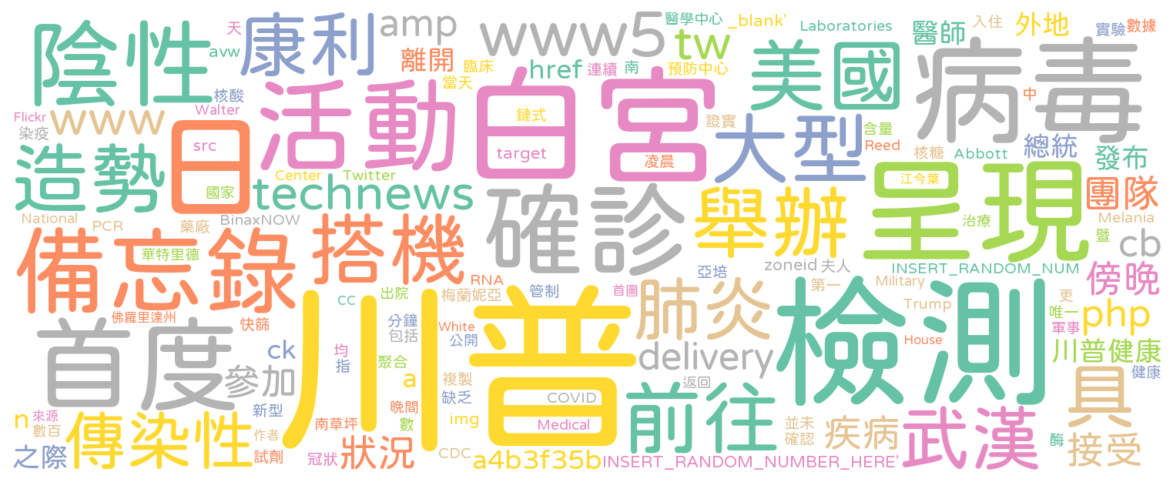 陰性
天
avw
康利
amp
離開
臨床
當天
www5
href
連續
南
tw
預防中心
醫學中心
_blank'
美國
Laboratories
醫師
入住
外地
實驗
數據
病毒
中
Flickr
染疫
www
核酸
Walter
日
src
活動
白宮
鏈式
target
凌晨
證實
大型
含量
Reed
核糖
Abbott
總統
發布
造勢
國家
Center
Twitter
technews
確診
舉辦
呈現
江今葉
治療
暨
團隊
Melania
National
PCR
藥廠
BinaxNOW
華特里德
備忘錄
搭機
RNA
管制
亞培
zoneid
夫人
INSERT_RANDOM_NUM
cb
傍晚
佛羅里達州
快篩
cc
出院
梅蘭妮亞
首圖
肺炎
第一
Military
Trump
更
唯一
軍事
php
首度
川普
分鐘
包括
White
公開
House
檢測
ck
均
指
聚合
delivery
川普健康
健康
參加
a
複製
缺乏
返回
COVID
具
n
來源
數百
傳染性
新型
南草坪
晚間
數
img
Medical
前往
並未
確認
疾病
武漢
酶
接受
之際
作者
試劑
冠狀
狀況
CDC
a4b3f35b
INSERT_RANDOM_NUMBER_HERE'